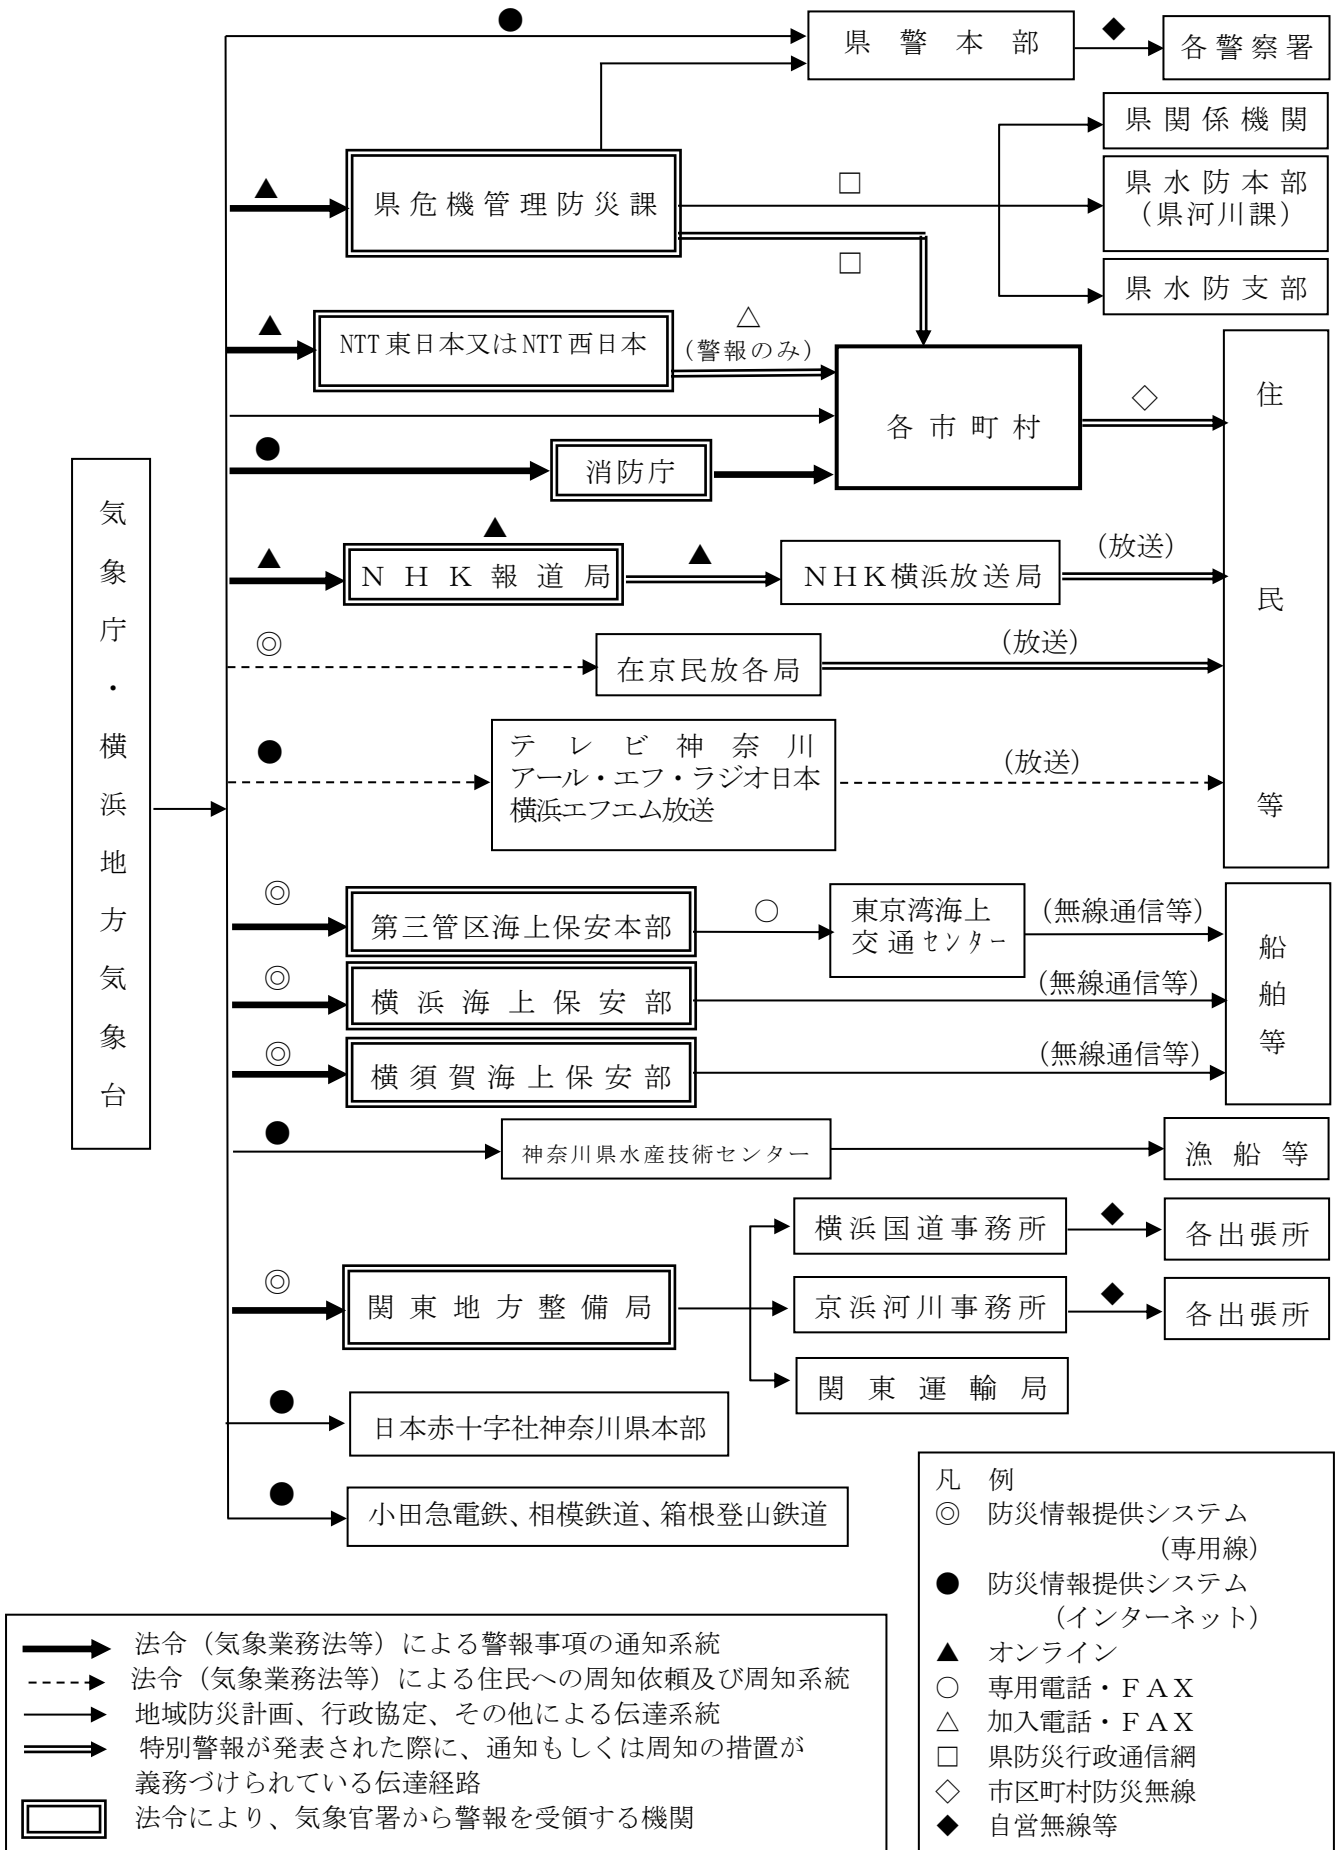 ●
県警本部
◆
各警察署
県関係機関
▲
県危機管理防災課
□
県水防本部
（県河川課）
□
県水防支部
▲
NTT東日本又はNTT西日本
△
（警報のみ）
各市町村
◇
住民等
●
消防庁
気象庁・横浜地方気象台
▲
▲
ＮＨＫ報道局
▲
ＮＨＫ横浜放送局
（放送）
◎
在京民放各局
（放送）
●
テレビ神奈川
アール・エフ・ラジオ日本
横浜エフエム放送
（放送）
◎
第三管区海上保安本部
○
東京湾海上
交通センター
（無線通信等）
船舶等
◎
横浜海上保安部
（無線通信等）
◎
横須賀海上保安部
（無線通信等）
●
神奈川県水産技術センター
漁船等
横浜国道事務所
◆
各出張所
◎
関東地方整備局
京浜河川事務所
◆
各出張所
関東運輸局
●
日本赤十字社神奈川県本部
●
小田急電鉄、相模鉄道、箱根登山鉄道
凡　例
◎　防災情報提供システム
（専用線）
●　防災情報提供システム
（インターネット）
▲　オンライン
○　専用電話・ＦＡＸ
△　加入電話・ＦＡＸ
□　県防災行政通信網
◇　市区町村防災無線
◆　自営無線等
法令（気象業務法等）による警報事項の通知系統
法令（気象業務法等）による住民への周知依頼及び周知系統
地域防災計画、行政協定、その他による伝達系統
特別警報が発表された際に、通知もしくは周知の措置が
義務づけられている伝達経路
法令により、気象官署から警報を受領する機関